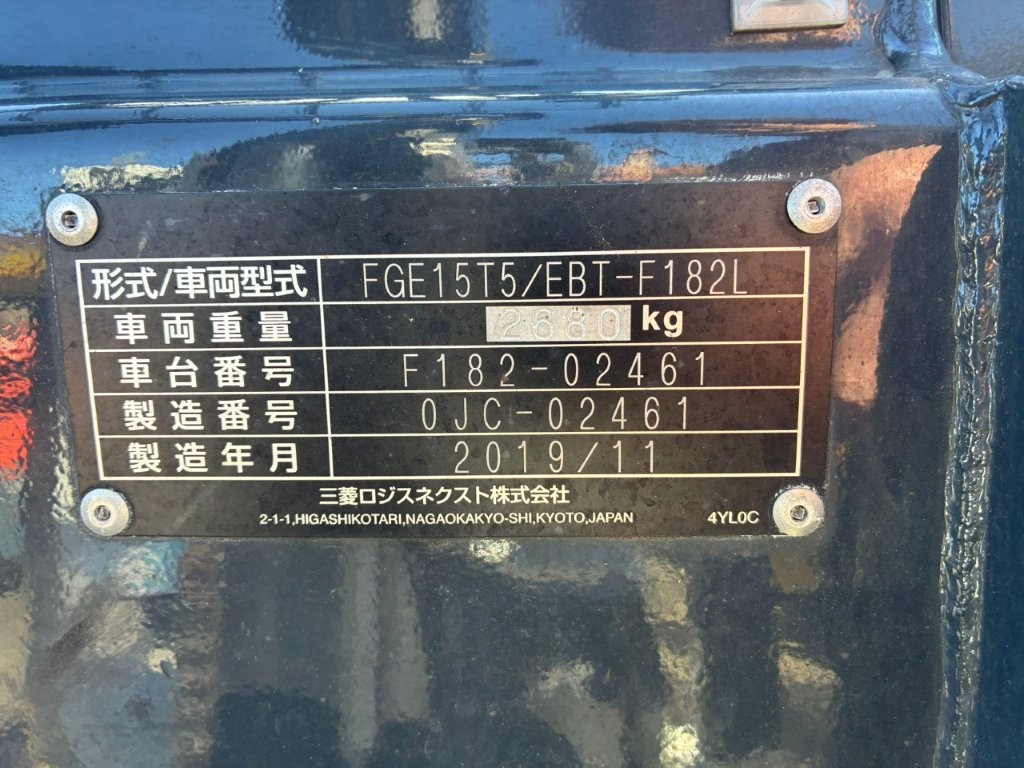 形式/車両型式 FGE15T5/EBT-F182L
車両重量 2680 kg
車台番号 F182-02461
製造番号 0JC-02461
製造年月 2019/11
三菱ロジスネクスト株式会社
2-1-1,HIGASHIKOTARI,NAGAOKAKYO-SHI,KYOTO,JAPAN 4YL0C